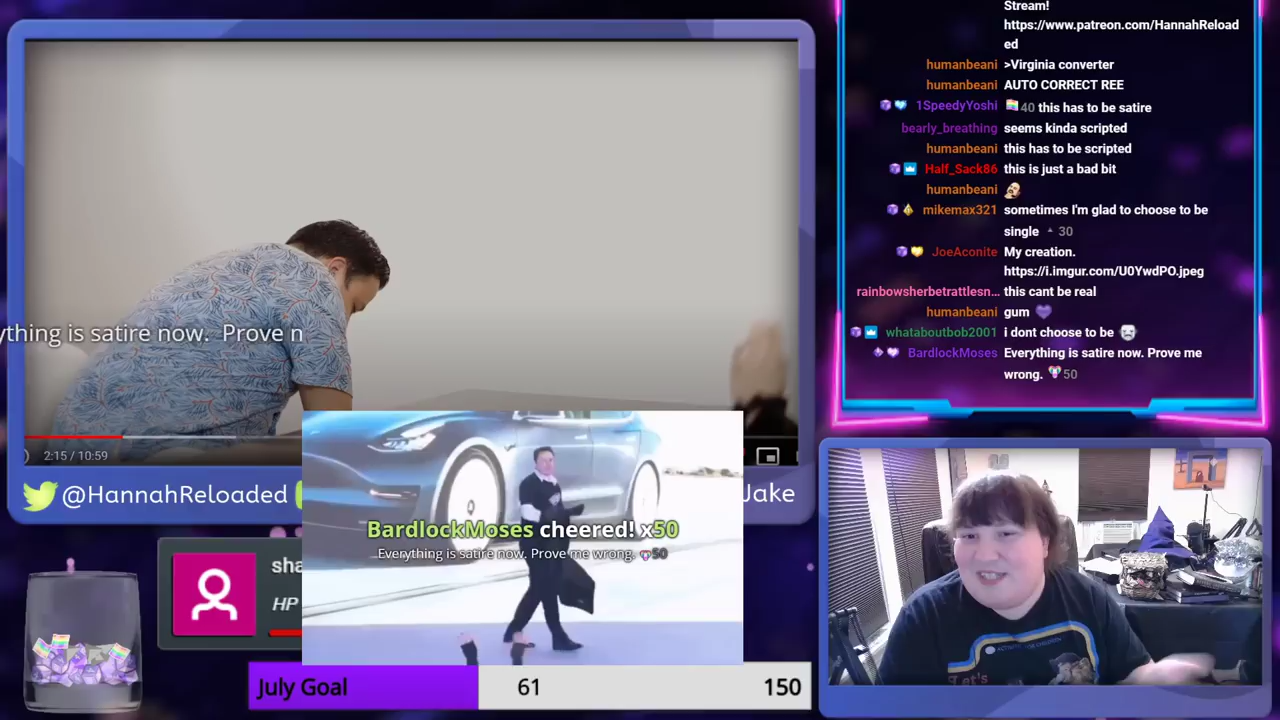 Stream!
https://www.patreon.com/HannahReload
ed
humanbeani >Virginia converter
humanbeani AUTO CORRECT REE
1SpeedyYoshi 40 this has to be satire
bearly_breathing seems kinda scripted
humanbeani this has to be scripted
Half_Sack86 this is just a bad bit
humanbeani
mikemax321 sometimes I'm glad to choose to be
single 30
JoeAconite My creation.
https://i.imgur.com/U0YwdPO.jpeg
rainbowsherbetrattlesn... this cant be real
humanbeani gum
whataboutbob2001 i dont choose to be
BardlockMoses Everything is satire now. Prove me
wrong. 50
ything is satire now. Prove n
2:15 / 10:59
@HannahReloaded
Jake
BardlockMoses cheered! x50
Everything is satire now. Prove me wrong. 50
sha
HP
July Goal 61 150
Let's